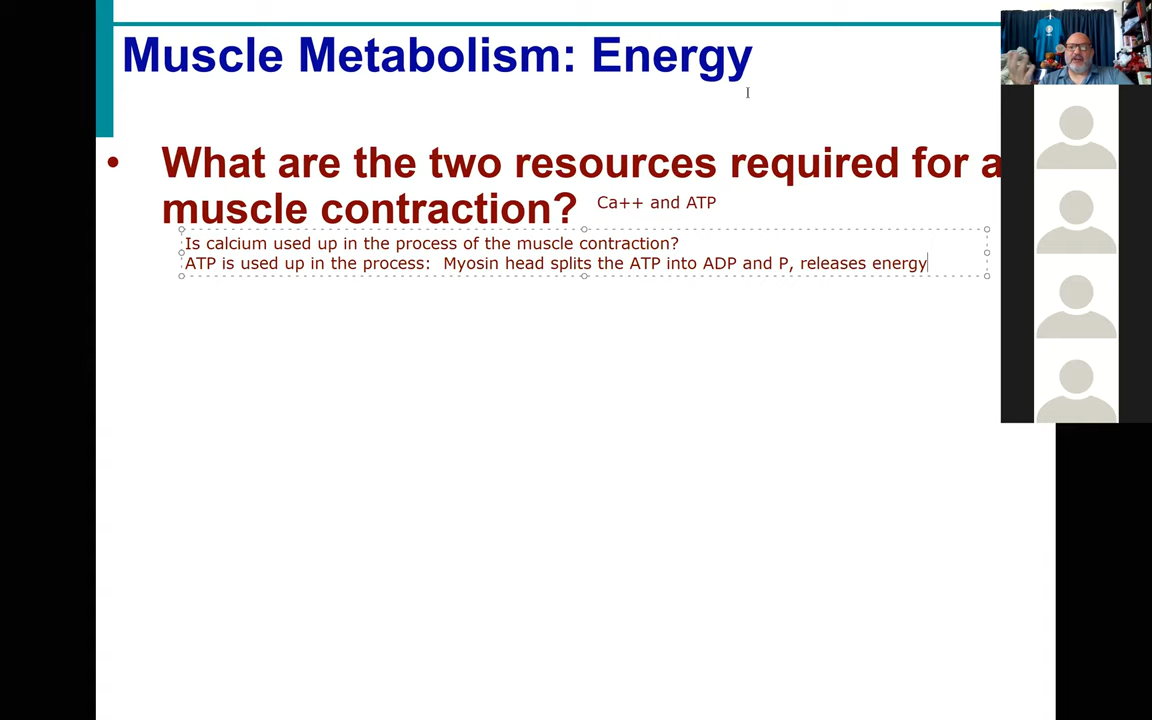 Muscle Metabolism: Energy
• What are the two resources required for a
muscle contraction? Ca++ and ATP
Is calcium used up in the process of the muscle contraction?
ATP is used up in the process: Myosin head splits the ATP into ADP and P, releases energy